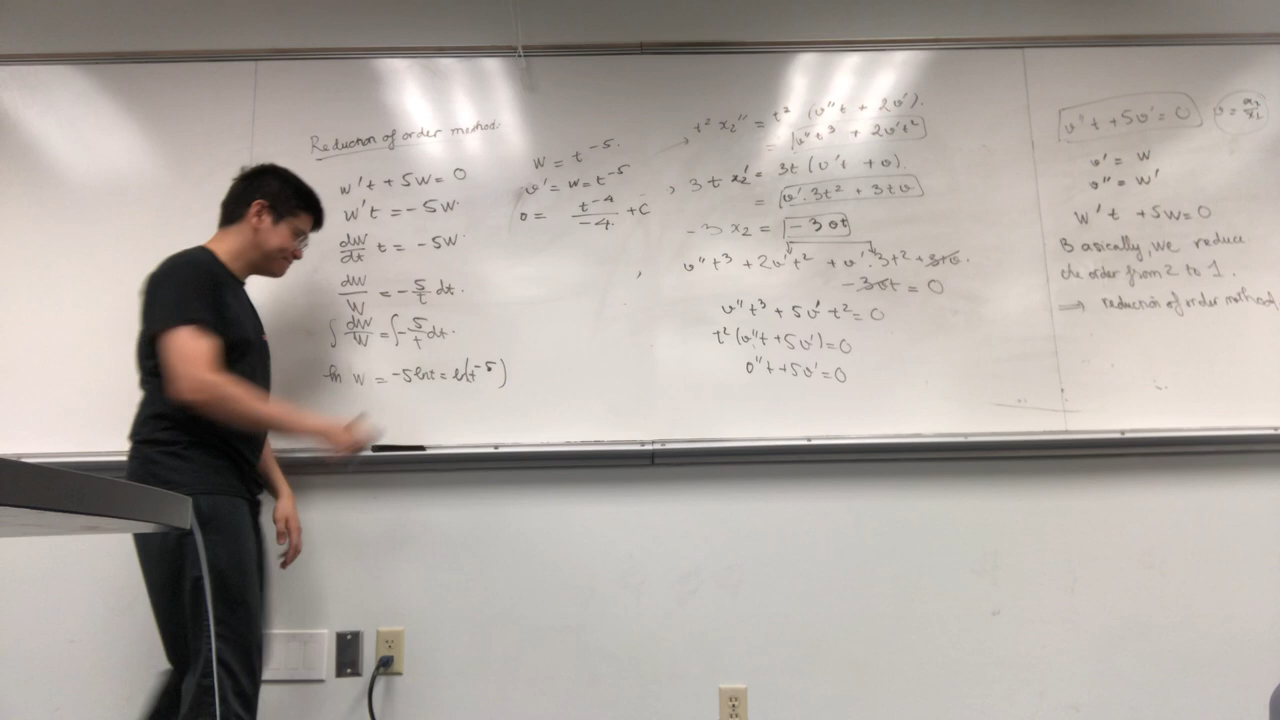 Reduction of order method:
w't + 5w = 0
w't = -5w.
dw/dt t = -5w.
dw/w = -5/t dt.
∫ dw/w = ∫ -5/t dt.
ln w = -5lnt = ln(t^-5)
w = t^-5.
v' = w = t^-5
v = t^-4/-4 + C
→ t² x₂'' = t² (v''t + 2v').
= v''t³ + 2v't²
, 3t x₂' = 3t (v't + v).
= v'.3t² + 3tv
-3 x₂ = -3vt
v''t³ + 2v't² + v'.3t² + 3tv.
-3vt = 0
v''t³ + 5v't² = 0
t²(v''t + 5v') = 0
v''t + 5v' = 0
v''t + 5v' = 0 v = x₂/x₁
v' = w
v'' = w'
w't + 5w = 0
Basically, we reduce
the order from 2 to 1.
⟹ reduction of order method